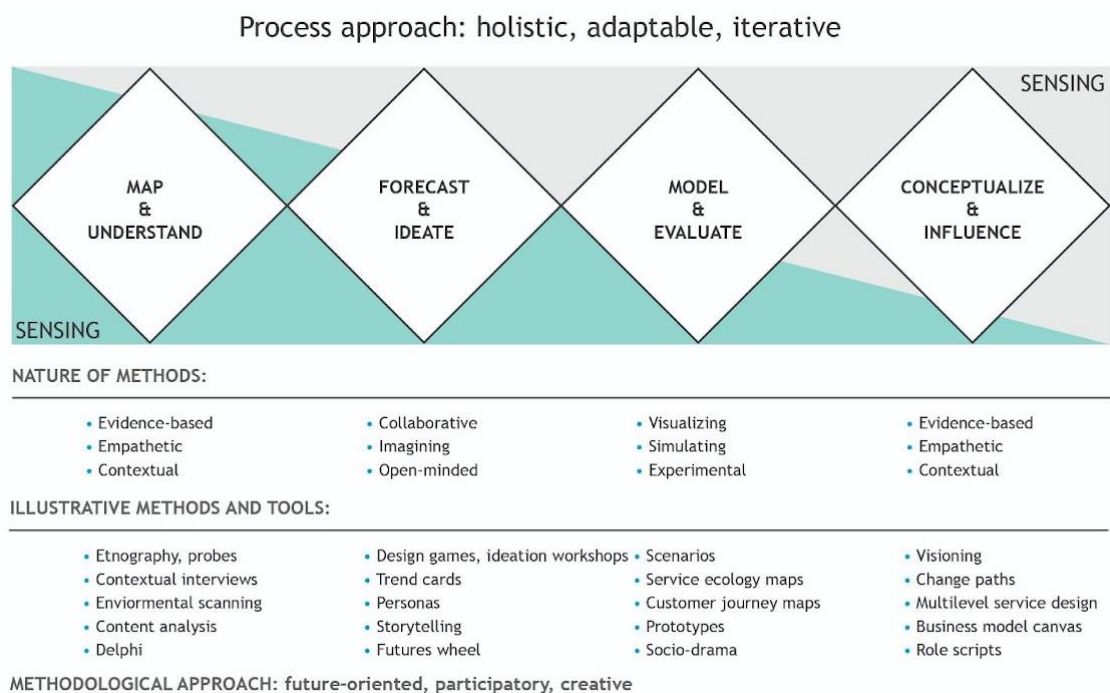 Process approach: holistic, adaptable, iterative
SENSING
MAP
&
UNDERSTAND
FORECAST
&
IDEATE
MODEL
&
EVALUATE
CONCEPTUALIZE
&
INFLUENCE
SENSING
NATURE OF METHODS:
• Evidence-based
• Empathetic
• Contextual
• Collaborative
• Imagining
• Open-minded
• Visualizing
• Simulating
• Experimental
• Evidence-based
• Empathetic
• Contextual
ILLUSTRATIVE METHODS AND TOOLS:
• Etnography, probes
• Contextual interviews
• Enviormental scanning
• Content analysis
• Delphi
• Design games, ideation workshops
• Trend cards
• Personas
• Storytelling
• Futures wheel
• Scenarios
• Service ecology maps
• Customer journey maps
• Prototypes
• Socio-drama
• Visioning
• Change paths
• Multilevel service design
• Business model canvas
• Role scripts
METHODOLOGICAL APPROACH: future-oriented, participatory, creative